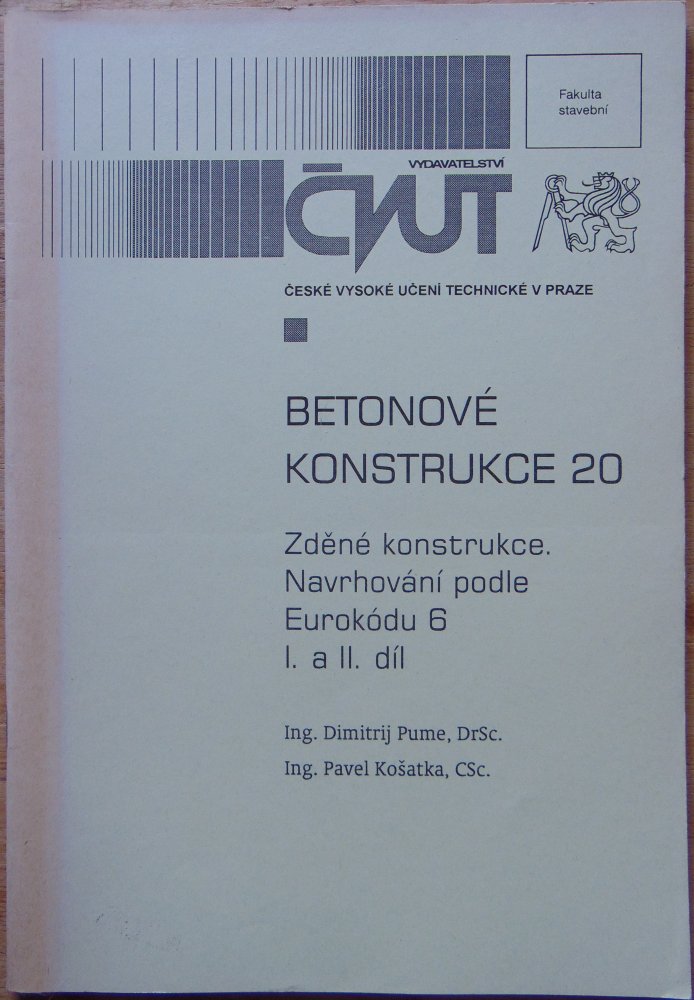 Fakulta
stavební
VYDAVATELSTVÍ
ČVUT
ČESKÉ VYSOKÉ UČENÍ TECHNICKÉ V PRAZE
BETONOVÉ
KONSTRUKCE 20
Zděné konstrukce.
Navrhování podle
Eurokódu 6
I. a II. díl
Ing. Dimitrij Pume, DrSc.
Ing. Pavel Košatka, CSc.